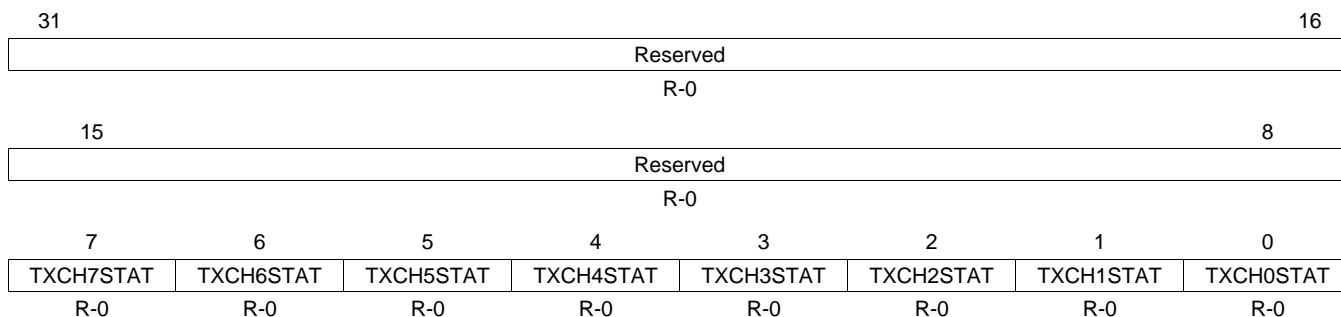 31 16
Reserved
R-0
15 8
Reserved
R-0
7 6 5 4 3 2 1 0
TXCH7STAT TXCH6STAT TXCH5STAT TXCH4STAT TXCH3STAT TXCH2STAT TXCH1STAT TXCH0STAT
R-0 R-0 R-0 R-0 R-0 R-0 R-0 R-0